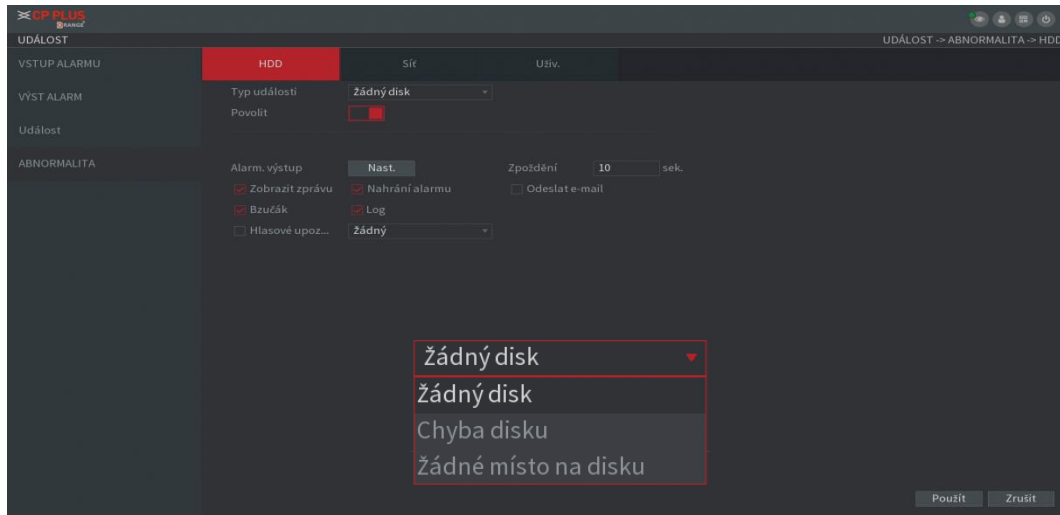 CP PLUS
ORANGE
UDÁLOST UDÁLOST -> ABNORMALITA -> HDD
VSTUP ALARMU
VÝST ALARM
Událost
ABNORMALITA
HDD Síť Uživ.
Typ události Žádný disk
Povolit
Alarm. výstup Nast. Zpoždění 10 sek.
Zobrazit zprávu Nahrání alarmu Odeslat e-mail
Bzučák Log
Hlasové upoz... Žádný
Žádný disk
Žádný disk
Chyba disku
Žádné místo na disku
Použít Zrušit